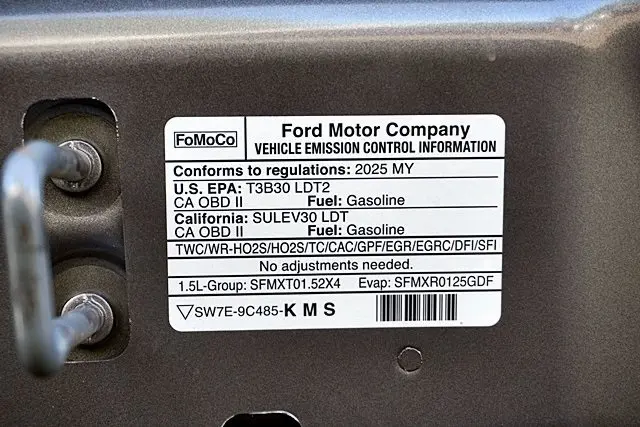 FoMoCo
Ford Motor Company
VEHICLE EMISSION CONTROL INFORMATION
Conforms to regulations: 2025 MY
U.S. EPA: T3B30 LDT2
CA OBD II Fuel: Gasoline
California: SULEV30 LDT
CA OBD II Fuel: Gasoline
TWC/WR-HO2S/HO2S/TC/CAC/GPF/EGR/EGRC/DFI/SFI
No adjustments needed.
1.5L-Group: SFMXT01.52X4 Evap: SFMXR0125GDF
▽SW7E-9C485-K M S